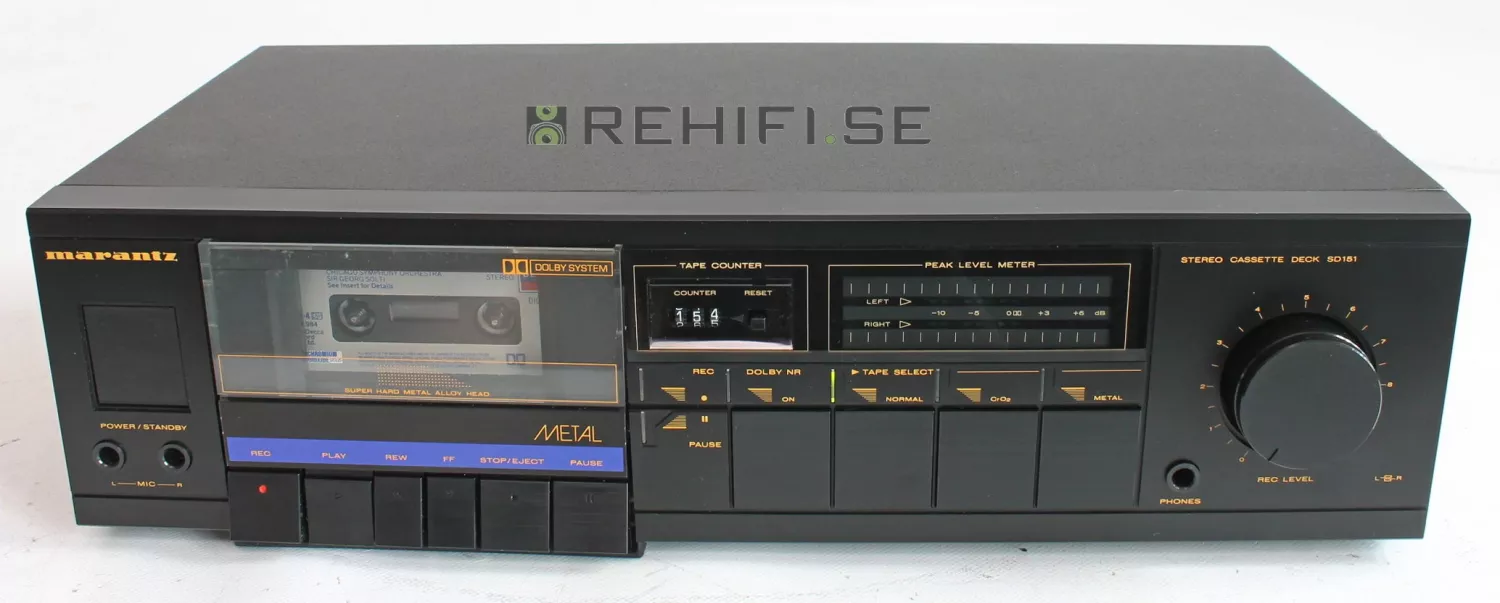 REHIFI.SE
marantz
POWER/STANDBY
L MIC R
DOLBY SYSTEM
CHICAGO SYMPHONY ORCHESTRA
SIR GEORG SOLTI
See Insert for Details
STEREO
SUPER HARD METAL ALLOY HEAD
METAL
REC PLAY REW FF STOP/EJECT PAUSE
TAPE COUNTER
COUNTER RESET
154
PEAK LEVEL METER
LEFT
-10 -5 0 +3 +6 dB
RIGHT
REC DOLBY NR TAPE SELECT
ON NORMAL CrO2 METAL
PAUSE
STEREO CASSETTE DECK SD151
0 1 2 3 4 5 6 7 8
REC LEVEL
L R
PHONES